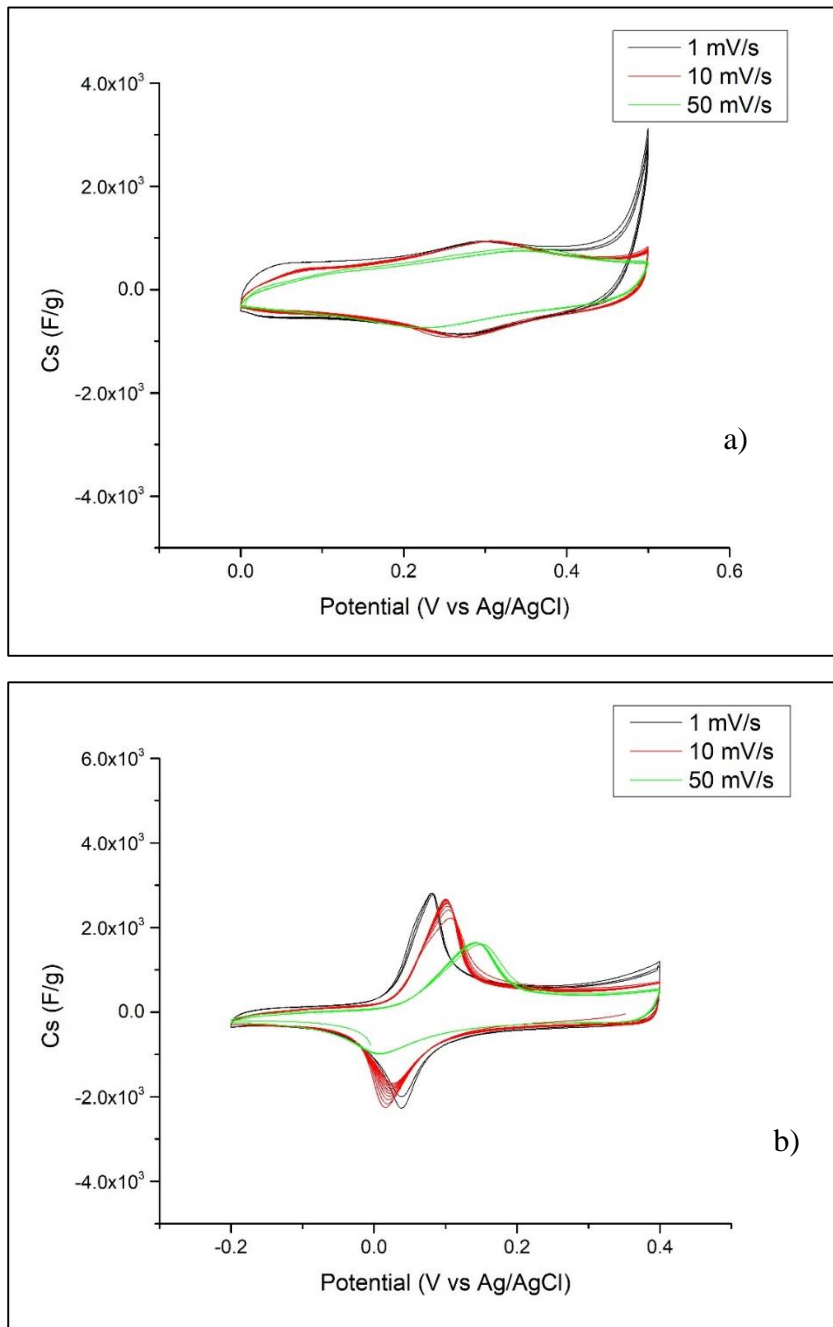 1 mV/s
10 mV/s
50 mV/s
4.0x10³
2.0x10³
0.0
-2.0x10³
-4.0x10³
Cs (F/g)
a)
0.0
0.2
0.4
0.6
Potential (V vs Ag/AgCl)
1 mV/s
10 mV/s
50 mV/s
6.0x10³
4.0x10³
2.0x10³
0.0
-2.0x10³
-4.0x10³
Cs (F/g)
b)
-0.2
0.0
0.2
0.4
Potential (V vs Ag/AgCl)